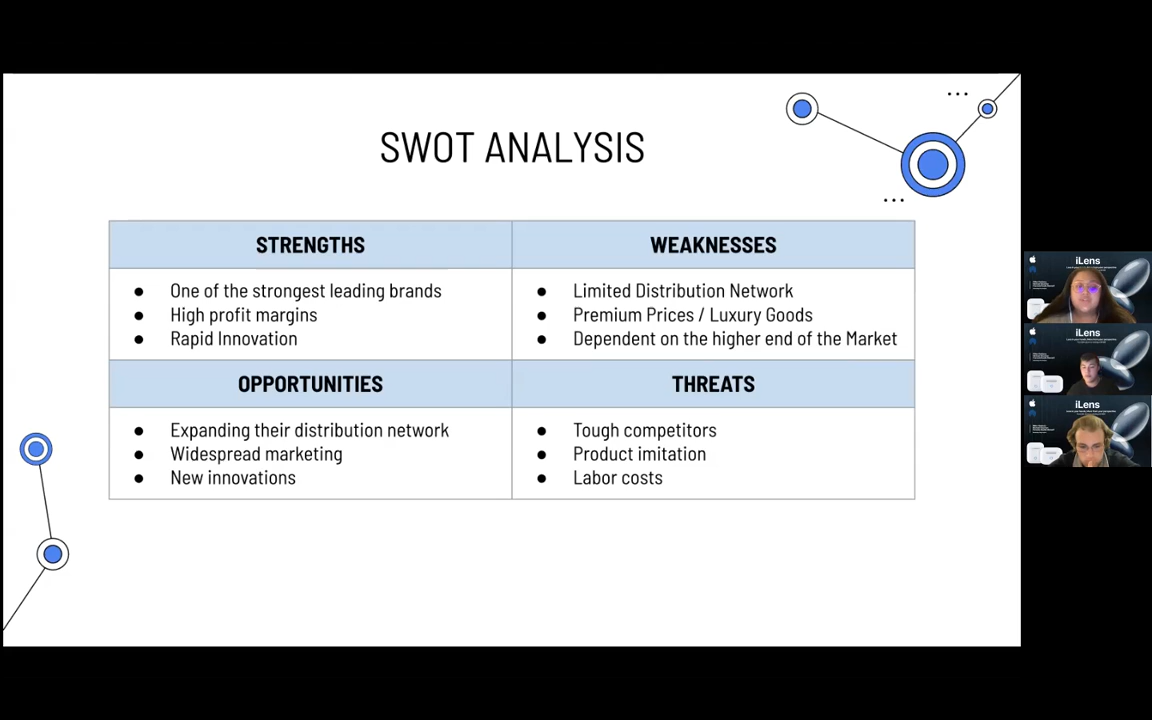 SWOT ANALYSIS
STRENGTHS
WEAKNESSES
● One of the strongest leading brands
● High profit margins
● Rapid Innovation
● Limited Distribution Network
● Premium Prices / Luxury Goods
● Dependent on the higher end of the Market
OPPORTUNITIES
THREATS
● Expanding their distribution network
● Widespread marketing
● New innovations
● Tough competitors
● Product imitation
● Labor costs
iLens
iLens
iLens